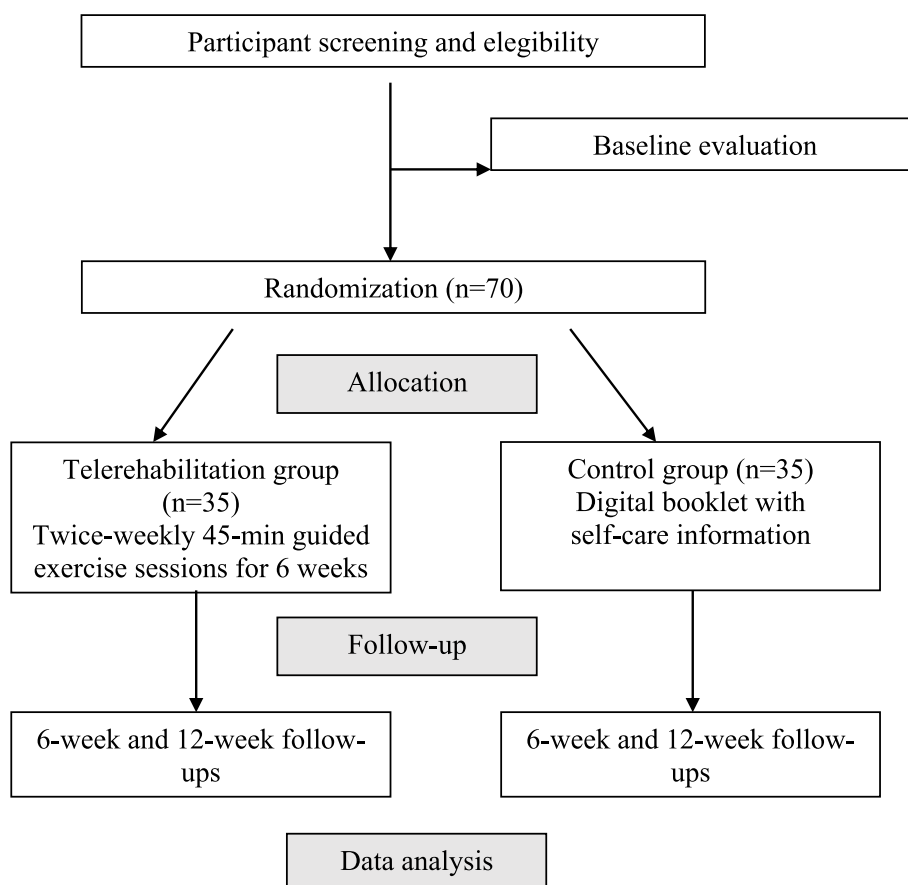 Participant screening and elegibility
Baseline evaluation
Randomization (n=70)
Allocation
Telerehabilitation group
(n=35)
Twice-weekly 45-min guided
exercise sessions for 6 weeks
Control group (n=35)
Digital booklet with
self-care information
Follow-up
6-week and 12-week follow-
ups
6-week and 12-week follow-
ups
Data analysis